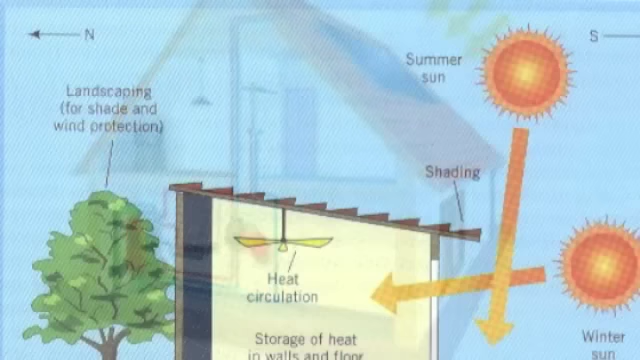 N
S
Summer
sun
Landscaping
(for shade and
wind protection)
Shading
Heat
circulation
Storage of heat
in walls and floor
Winter
sun